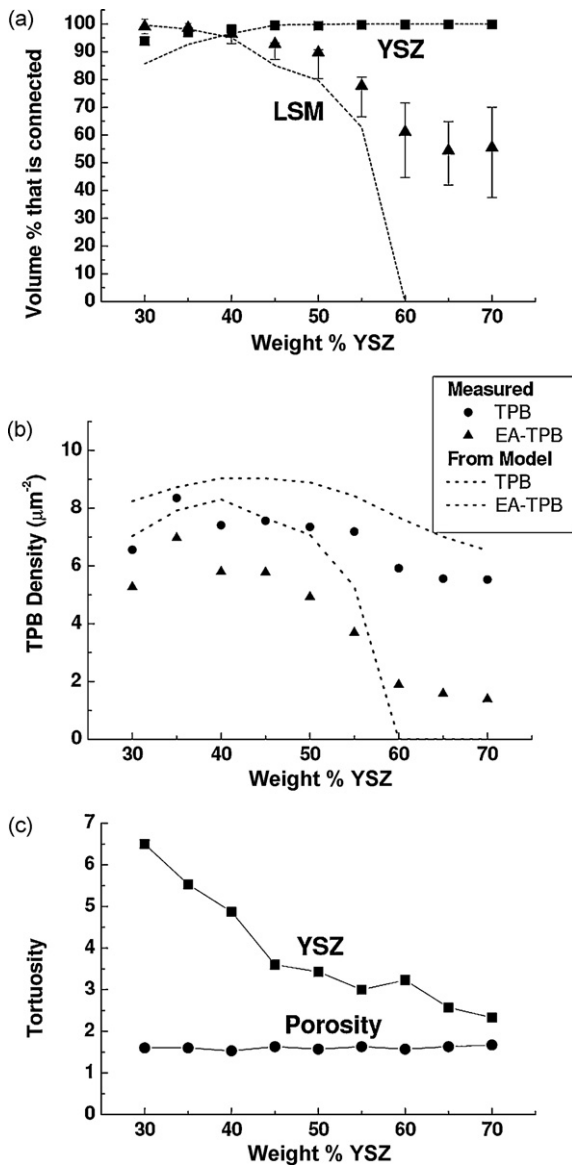 (a)
110
100
90
80
70
60
50
40
30
20
10
0
Volume % that is connected
YSZ
LSM
30 40 50 60 70
Weight % YSZ
Measured
TPB
EA-TPB
From Model
TPB
EA-TPB
(b)
10
8
6
4
2
0
TPB Density (μm⁻²)
30 40 50 60 70
Weight % YSZ
(c)
7
6
5
4
3
2
1
0
Tortuosity
YSZ
Porosity
30 40 50 60 70
Weight % YSZ